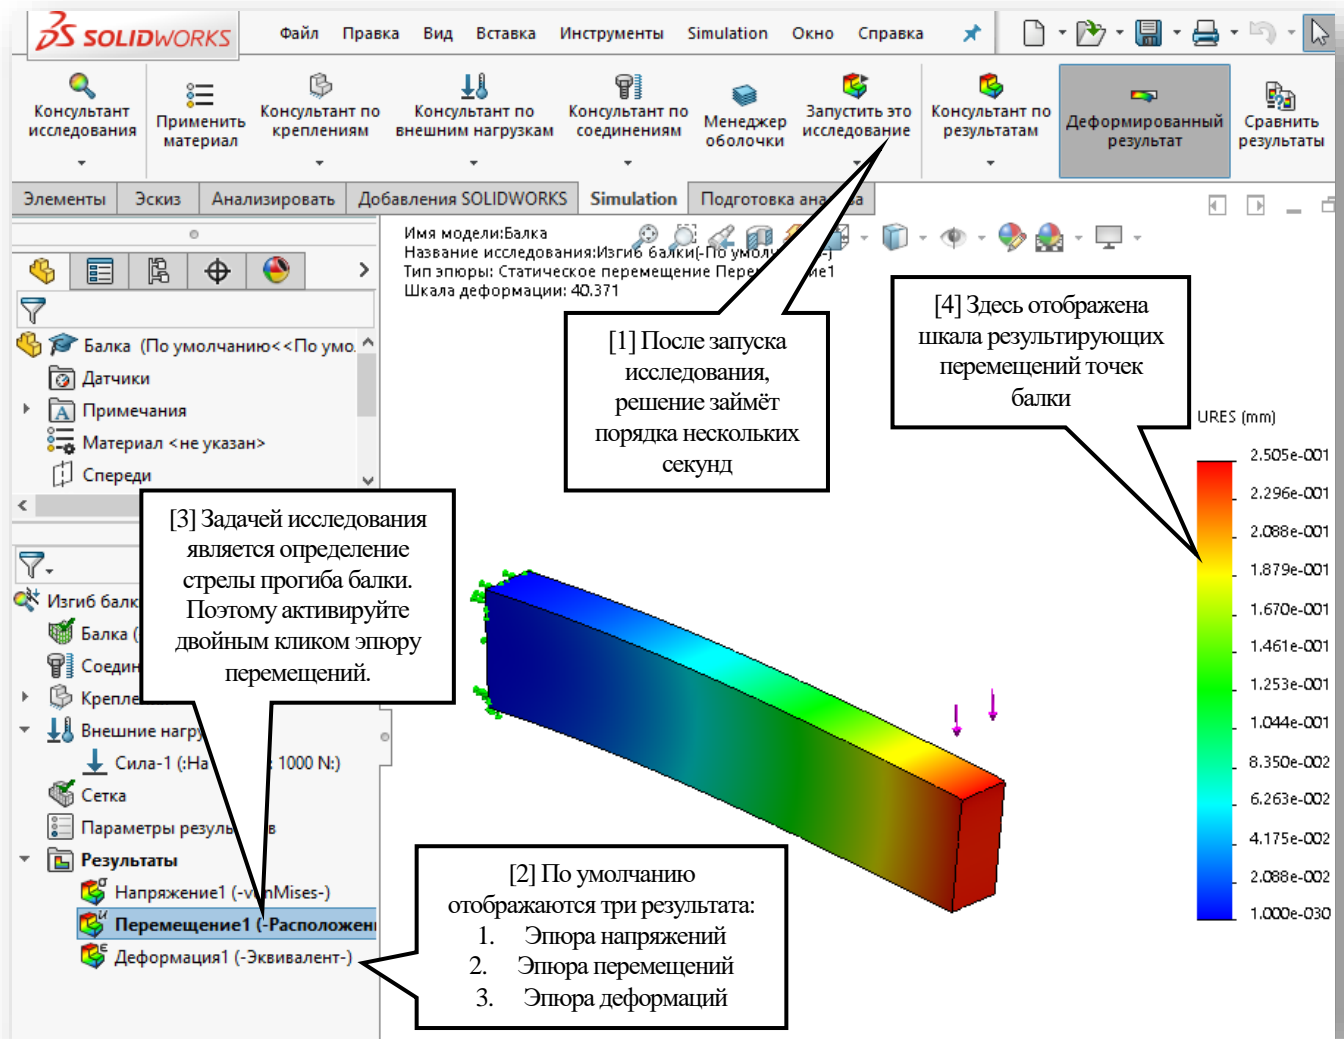 SOLIDWORKS
Файл Правка Вид Вставка Инструменты Simulation Окно Справка
Консультант исследования
Применить материал
Консультант по креплениям
Консультант по внешним нагрузкам
Консультант по соединениям
Менеджер оболочки
Запустить это исследование
Консультант по результатам
Деформированный результат
Сравнить результаты
Элементы Эскиз Анализировать Добавления SOLIDWORKS Simulation Подготовка
Имя модели:Балка
Название исследования:Изгиб балки(-По
Тип эпюры: Статическое перемещение
Шкала деформации: 40.371
Балка (По умолчанию<<По умо.
Датчики
Примечания
Материал <не указан>
Спереди
[1] После запуска
исследования,
решение займёт
порядка нескольких
секунд
[4] Здесь отображена
шкала результирующих
перемещений точек
балки
[3] Задачей исследования
является определение
стрелы прогиба балки.
Поэтому активируйте
двойным кликом эпюру
перемещений.
Изгиб балк
Балка (
Соедин
Крепле
Внешние нагру
Сила-1 (:На : 1000 N:)
Сетка
Параметры резуль в
Результаты
Напряжение1 (-vonMises-)
Перемещение1 (-Расположен
Деформация1 (-Эквивалент-)
[2] По умолчанию
отображаются три результата:
1. Эпюра напряжений
2. Эпюра перемещений
3. Эпюра деформаций
URES (mm)
2.505e-001
2.296e-001
2.088e-001
1.879e-001
1.670e-001
1.461e-001
1.253e-001
1.044e-001
8.350e-002
6.263e-002
4.175e-002
2.088e-002
1.000e-030